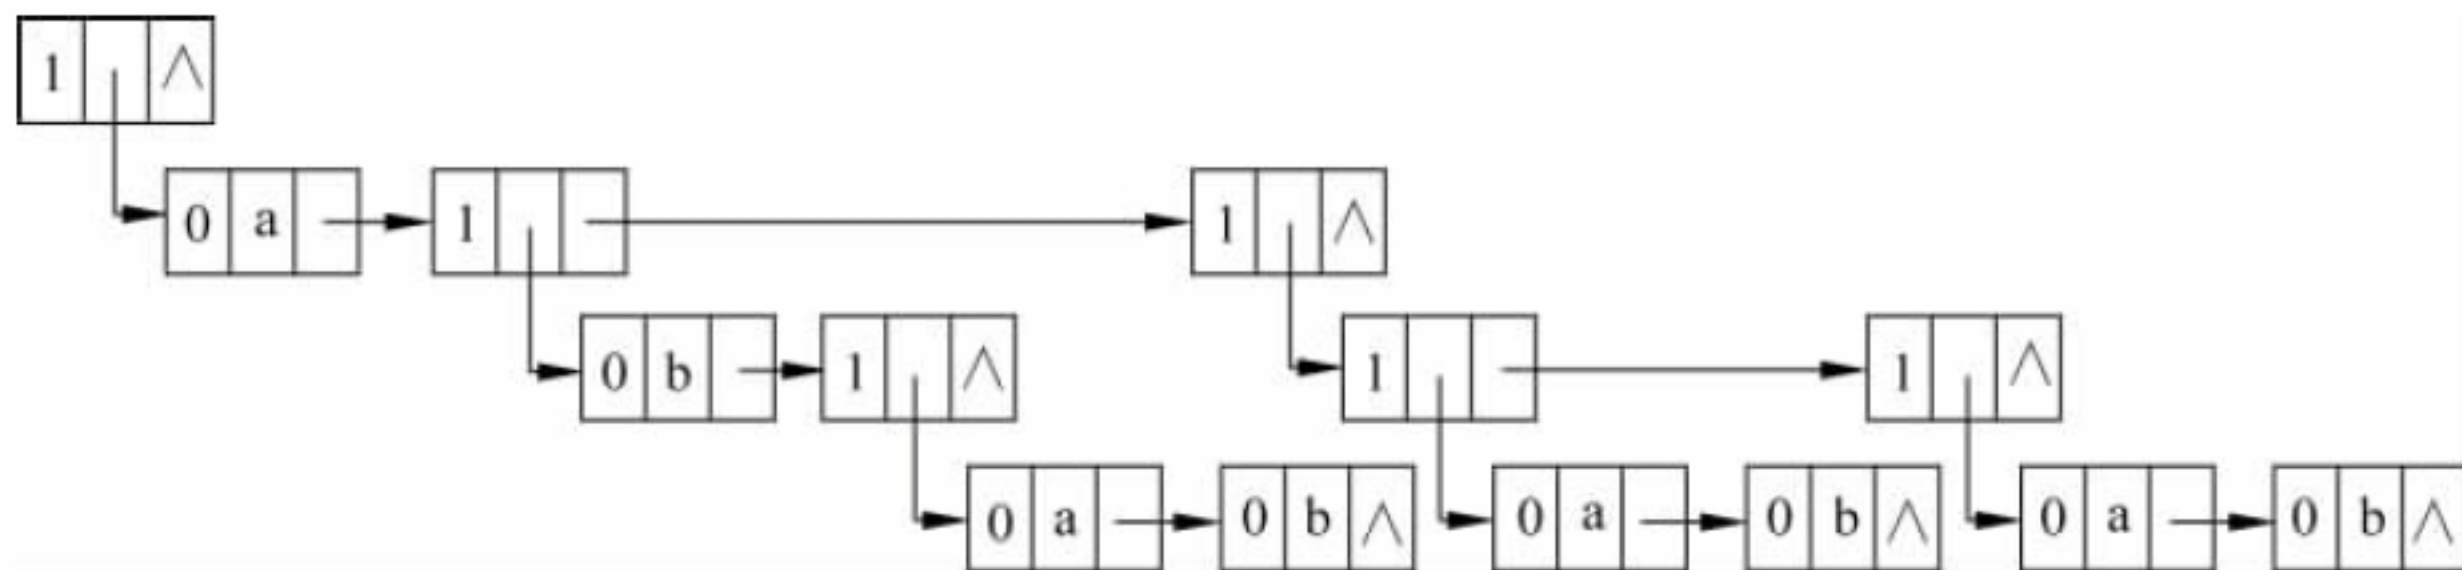 1 ∧
0 a 1 1 ∧
0 b 1 ∧ 1 1 ∧
0 a 0 b ∧ 0 a 0 b ∧ 0 a 0 b ∧